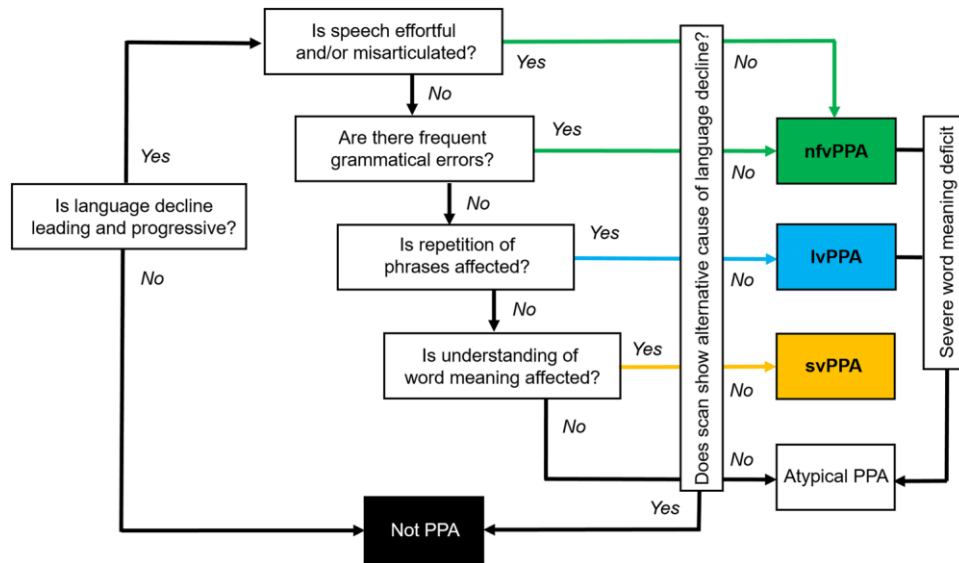 Is speech effortful
and/or misarticulated?
Yes
No
Does scan show alternative cause of language decline?
No
Are there frequent
grammatical errors?
Yes
No
No
nfvPPA
Severe word meaning deficit
Yes
Is language decline
leading and progressive?
No
Is repetition of
phrases affected?
Yes
No
No
lvPPA
Is understanding of
word meaning affected?
Yes
No
No
svPPA
No
Atypical PPA
Yes
Not PPA